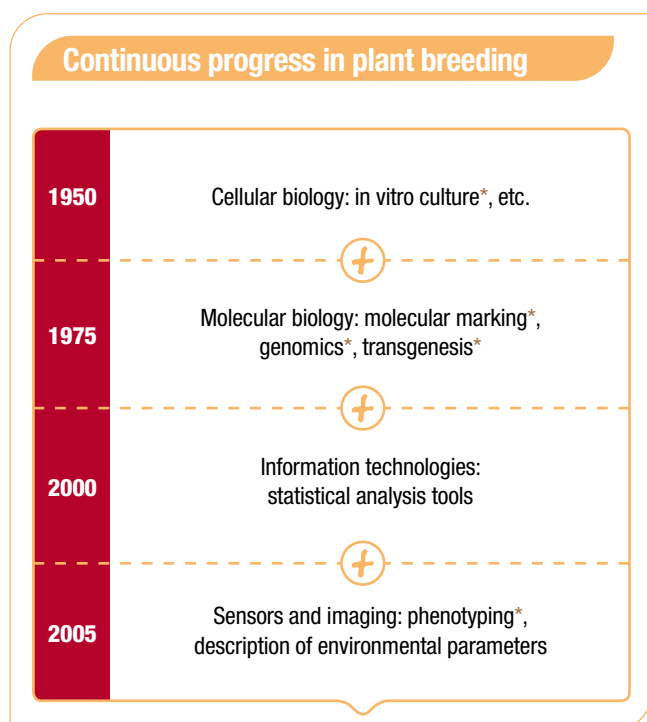 Continuous progress in plant breeding
1950
Cellular biology: in vitro culture*, etc.
1975
Molecular biology: molecular marking*,
genomics*, transgenesis*
2000
Information technologies:
statistical analysis tools
2005
Sensors and imaging: phenotyping*,
description of environmental parameters